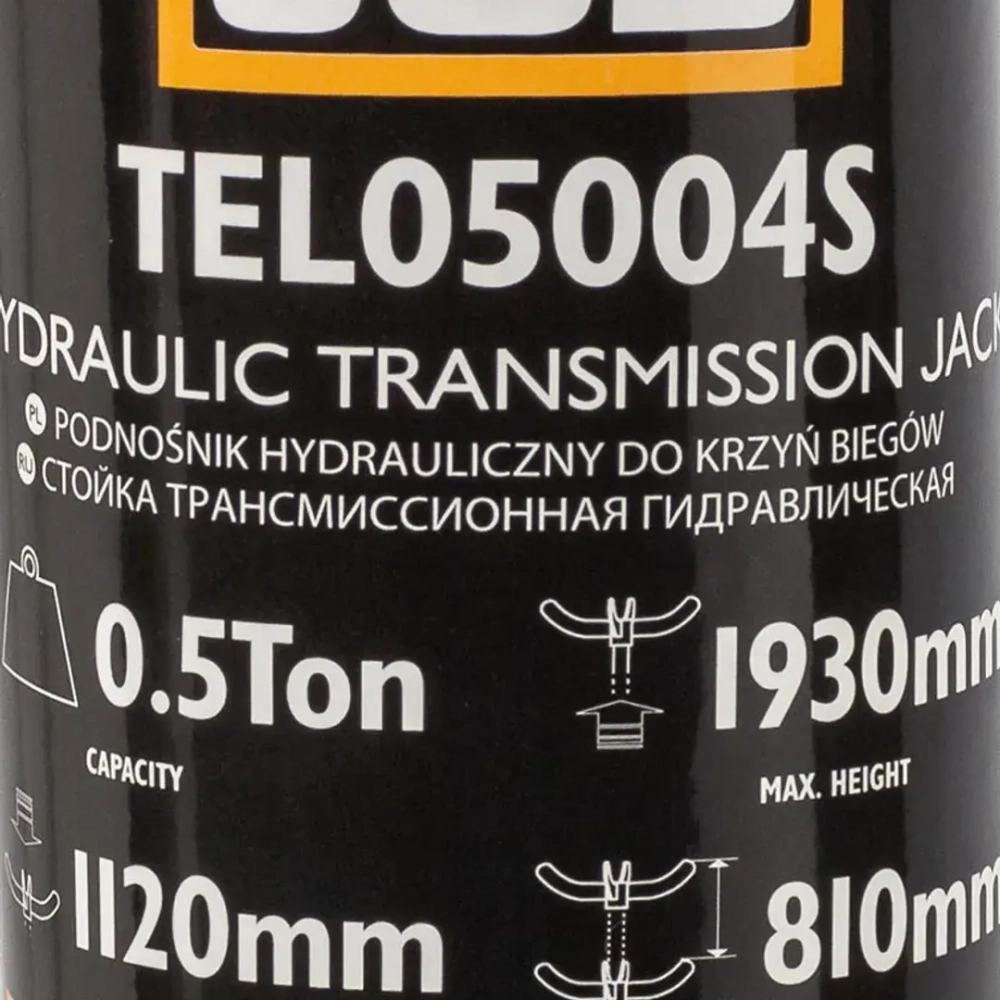 TEL05004S
HYDRAULIC TRANSMISSION JACK
PL PODNOŚNIK HYDRAULICZNY DO KRZYŃ BIEGÓW
RU СТОЙКА ТРАНСМИССИОННАЯ ГИДРАВЛИЧЕСКАЯ
0.5Ton
1930mm
CAPACITY
MAX. HEIGHT
1120mm
810mm